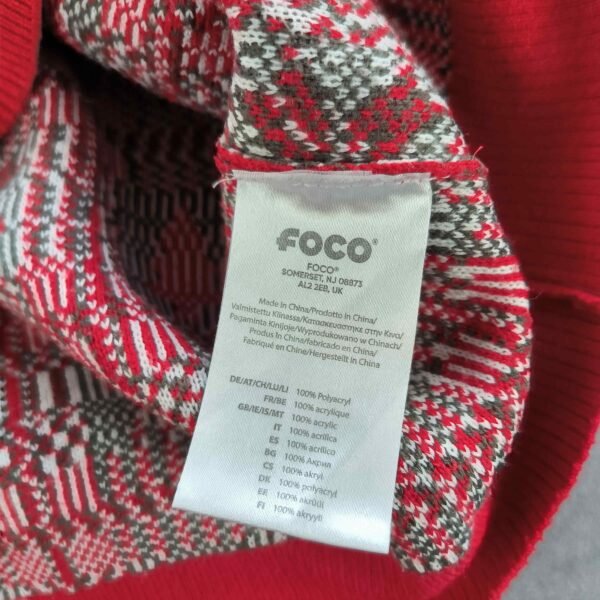 FOCO®
FOCO®
SOMERSET, NJ 08873
AL2 2EB, UK
Made in China/Prodotto in China/
Valmistettu Kiinassa/Κατασκευαστηκε στην Κινα/
Pagaminta Kinijoje/Wyprodukowano w Chinach/
Produs în China/fabricado en China/
Fabriqué en Chine/Hergestellt in China
DE/AT/CH/LU/LI 100% Polyacryl
FR/BE 100% acrylique
GB/IE/IS/MT 100% acrylic
IT 100% acrilica
ES 100% acrílico
BG 100% Акрил
CS 100% akryl
DK 100% polyacryl
EE 100% akrüül
FI 100% akryyli